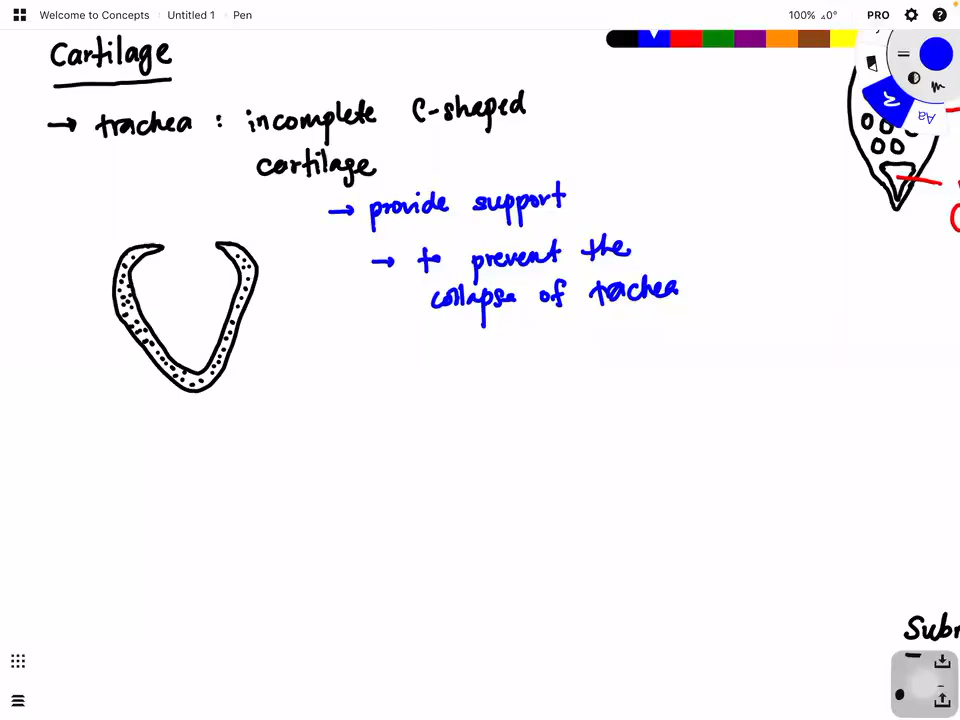 Welcome to Concepts Untitled 1 Pen
100% 0° PRO
Cartilage
→ trachea : incomplete C-shaped
cartilage
→ provide support
→ to prevent the
collapse of trachea
Aa